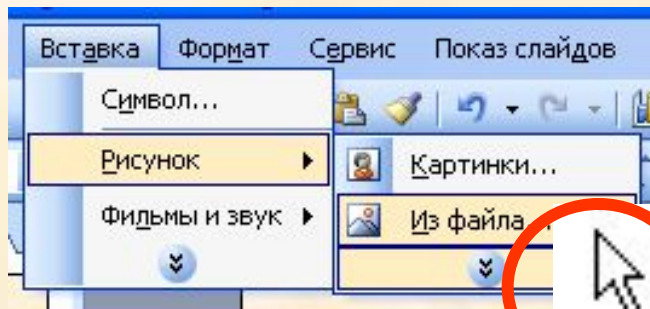 Вставка Формат Сервис Показ слайдов
Символ...
Рисунок Картинки...
Фильмы и звук Из файла...